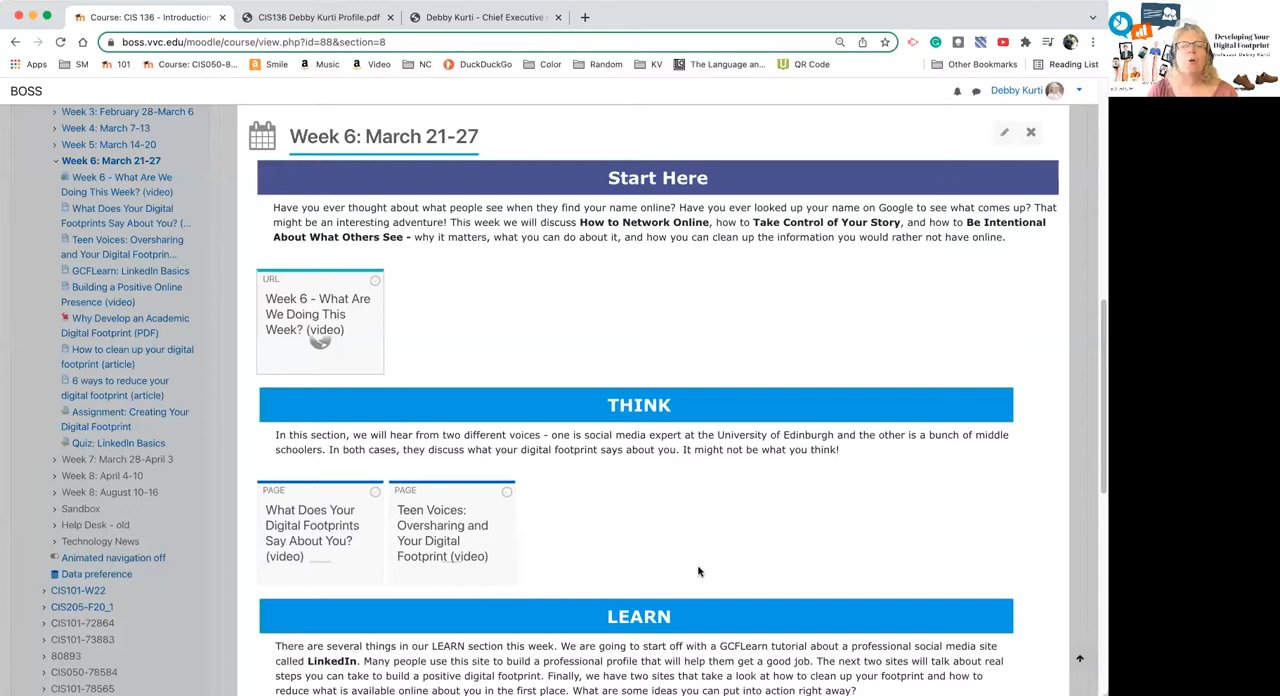 Course: CIS 136 - Introduction
CIS136 Debby Kurti Profile.pdf
Debby Kurti - Chief Executive
boss.vvc.edu/moodle/course/view.php?id=88&section=8
Apps
SM
101
Course: CIS050-8...
Smile
Music
Video
NC
DuckDuckGo
Color
Random
KV
The Language an...
QR Code
Other Bookmarks
Reading List
Developing Your
Digital Footprint
BOSS
Debby Kurti
Week 3: February 28-March 6
Week 4: March 7-13
Week 5: March 14-20
Week 6: March 21-27
Week 6 - What Are We
Doing This Week? (video)
What Does Your Digital
Footprints Say About You? (...
Teen Voices: Oversharing
and Your Digital Footprin...
GCFLearn: LinkedIn Basics
Building a Positive Online
Presence (video)
Why Develop an Academic
Digital Footprint (PDF)
How to clean up your digital
footprint (article)
6 ways to reduce your
digital footprint (article)
Assignment: Creating Your
Digital Footprint
Quiz: LinkedIn Basics
Week 7: March 28-April 3
Week 8: April 4-10
Week 8: August 10-16
Sandbox
Help Desk - old
Technology News
Animated navigation off
Data preference
CIS101-W22
CIS205-F20_1
CIS101-72864
CIS101-73883
80893
CIS050-78584
CIS101-78565
Week 6: March 21-27
Start Here
Have you ever thought about what people see when they find your name online? Have you ever looked up your name on Google to see what comes up? That
might be an interesting adventure! This week we will discuss How to Network Online, how to Take Control of Your Story, and how to Be Intentional
About What Others See - why it matters, what you can do about it, and how you can clean up the information you would rather not have online.
URL
Week 6 - What Are
We Doing This
Week? (video)
THINK
In this section, we will hear from two different voices - one is social media expert at the University of Edinburgh and the other is a bunch of middle
schoolers. In both cases, they discuss what your digital footprint says about you. It might not be what you think!
PAGE
What Does Your
Digital Footprints
Say About You?
(video)
PAGE
Teen Voices:
Oversharing and
Your Digital
Footprint (video)
LEARN
There are several things in our LEARN section this week. We are going to start off with a GCFLearn tutorial about a professional social media site
called LinkedIn. Many people use this site to build a professional profile that will help them get a good job. The next two sites will talk about real
steps you can take to build a positive digital footprint. Finally, we have two sites that take a look at how to clean up your footprint and how to
reduce what is available online about you in the first place. What are some ideas you can put into action right away?